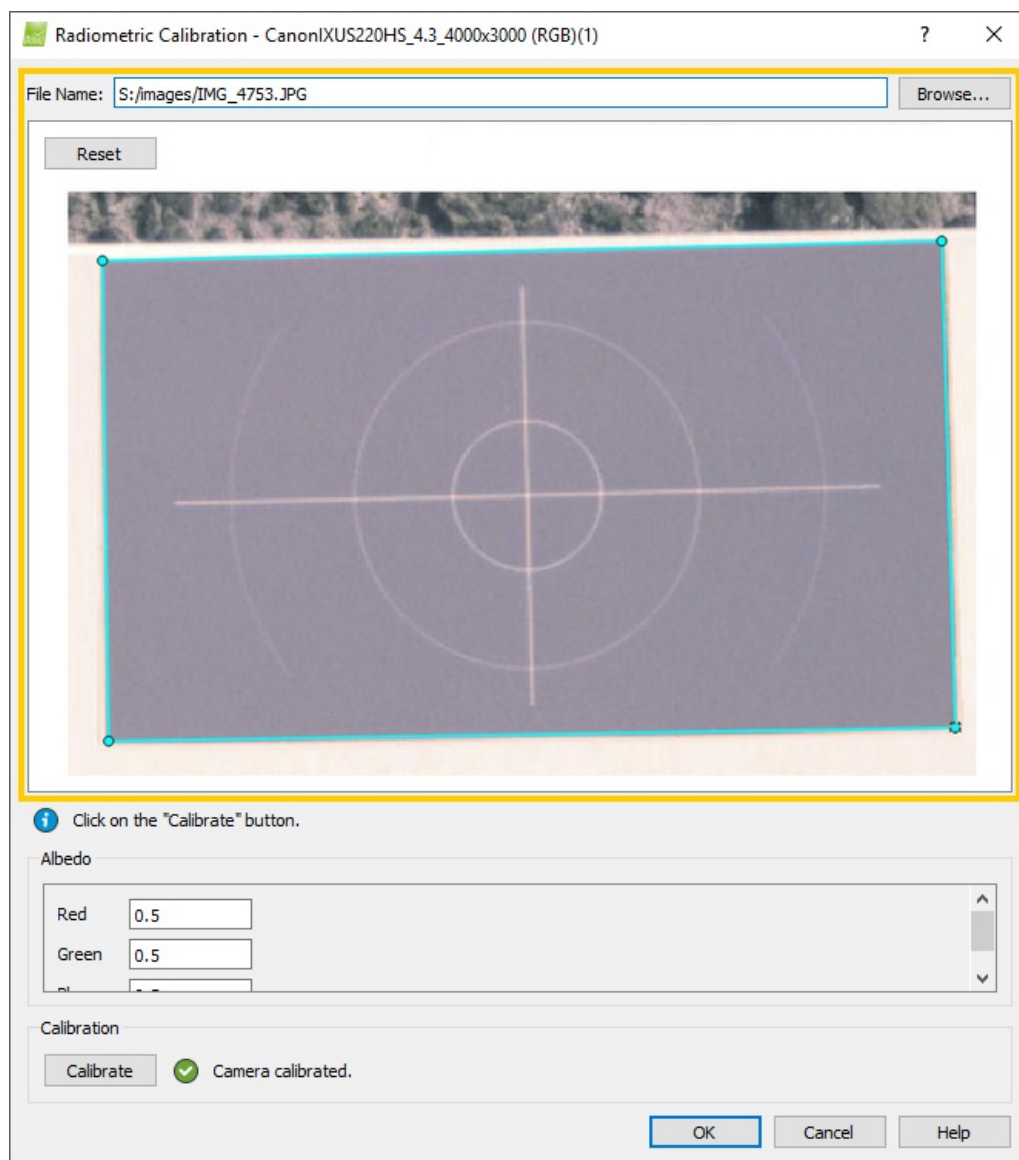 Radiometric Calibration - CanonIXUS220HS_4.3_4000x3000 (RGB)(1)
File Name: S:/images/IMG_4753.JPG Browse...
Reset
Click on the "Calibrate" button.
Albedo
Red 0.5
Green 0.5
Calibration
Calibrate Camera calibrated.
OK Cancel Help